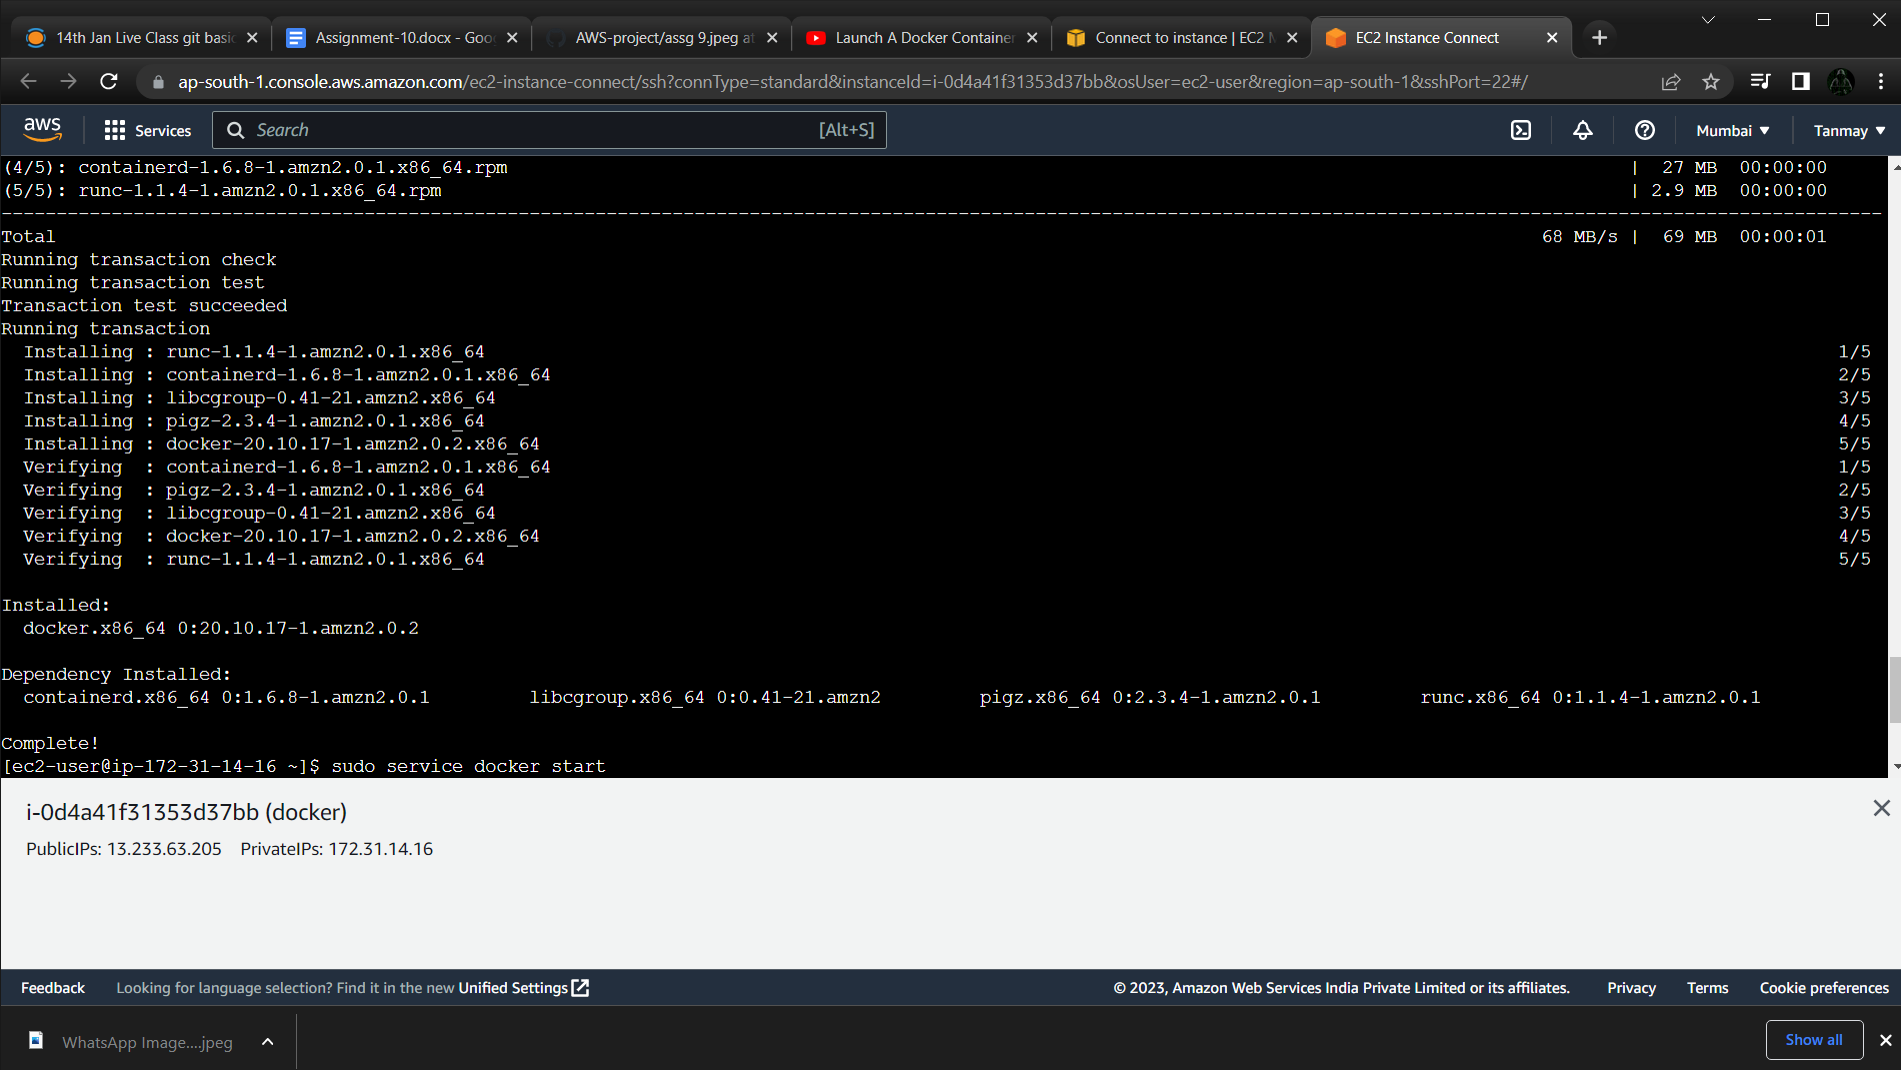 14th Jan Live Class git basic
Assignment-10.docx - Goo
AWS-project/assg 9.jpeg at
Launch A Docker Container
Connect to instance | EC2 M
EC2 Instance Connect
ap-south-1.console.aws.amazon.com/ec2-instance-connect/ssh?connType=standard&instanceId=i-0d4a41f31353d37bb&osUser=ec2-user&region=ap-south-1&sshPort=22#/
aws
Services
Search
[Alt+S]
Mumbai
Tanmay
(4/5): containerd-1.6.8-1.amzn2.0.1.x86_64.rpm | 27 MB 00:00:00
(5/5): runc-1.1.4-1.amzn2.0.1.x86_64.rpm | 2.9 MB 00:00:00
Total 68 MB/s | 69 MB 00:00:01
Running transaction check
Running transaction test
Transaction test succeeded
Running transaction
Installing : runc-1.1.4-1.amzn2.0.1.x86_64 1/5
Installing : containerd-1.6.8-1.amzn2.0.1.x86_64 2/5
Installing : libcgroup-0.41-21.amzn2.x86_64 3/5
Installing : pigz-2.3.4-1.amzn2.0.1.x86_64 4/5
Installing : docker-20.10.17-1.amzn2.0.2.x86_64 5/5
Verifying : containerd-1.6.8-1.amzn2.0.1.x86_64 1/5
Verifying : pigz-2.3.4-1.amzn2.0.1.x86_64 2/5
Verifying : libcgroup-0.41-21.amzn2.x86_64 3/5
Verifying : docker-20.10.17-1.amzn2.0.2.x86_64 4/5
Verifying : runc-1.1.4-1.amzn2.0.1.x86_64 5/5
Installed:
docker.x86_64 0:20.10.17-1.amzn2.0.2
Dependency Installed:
containerd.x86_64 0:1.6.8-1.amzn2.0.1 libcgroup.x86_64 0:0.41-21.amzn2 pigz.x86_64 0:2.3.4-1.amzn2.0.1 runc.x86_64 0:1.1.4-1.amzn2.0.1
Complete!
[ec2-user@ip-172-31-14-16 ~]$ sudo service docker start
i-0d4a41f31353d37bb (docker)
PublicIPs: 13.233.63.205 PrivateIPs: 172.31.14.16
Feedback
Looking for language selection? Find it in the new Unified Settings
© 2023, Amazon Web Services India Private Limited or its affiliates.
Privacy
Terms
Cookie preferences
WhatsApp Image....jpeg
Show all